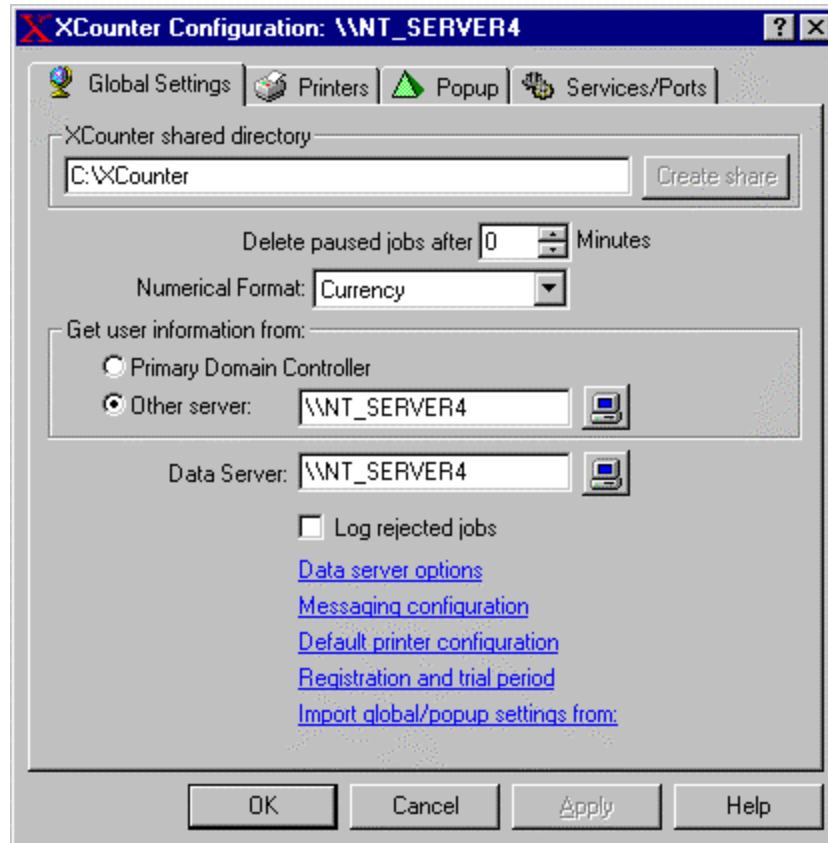 XCounter Configuration: \\NT_SERVER4
Global Settings Printers Popup Services/Ports
XCounter shared directory
C:\XCounter Create share
Delete paused jobs after 0 Minutes
Numerical Format: Currency
Get user information from:
Primary Domain Controller
Other server: \\NT_SERVER4
Data Server: \\NT_SERVER4
Log rejected jobs
Data server options
Messaging configuration
Default printer configuration
Registration and trial period
Import global/popup settings from:
OK Cancel Apply Help